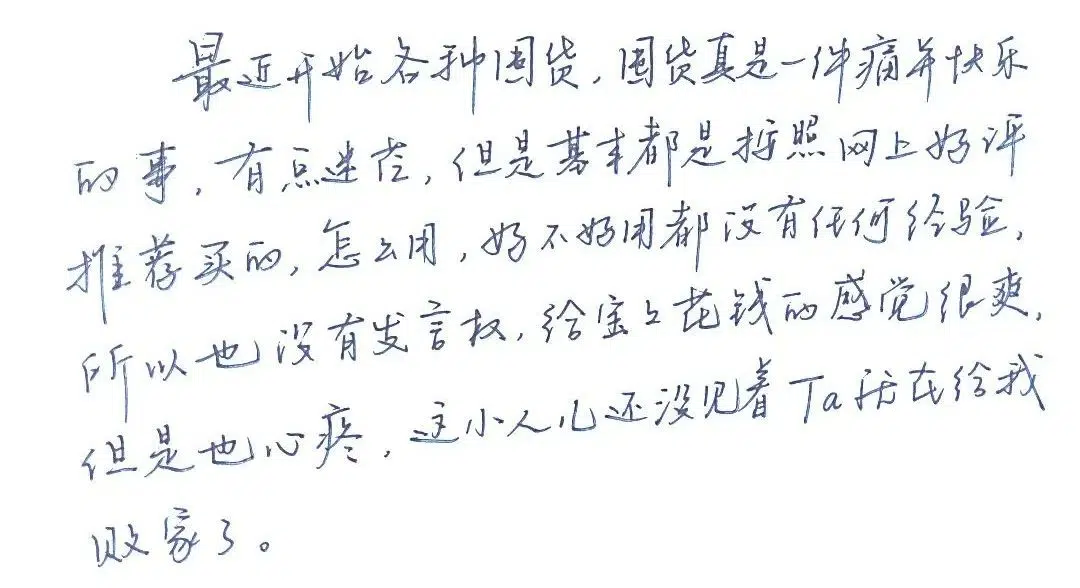 最近开始各种囤货,囤货真是一件痛并快乐
的事,有点迷茫,但是基本都是按照网上好评
推荐买的,怎么用,好不好用都没有任何经验,
所以也没有发言权,给宝宝花钱的感觉很爽,
但是也心疼,这小人儿还没见着Ta就在给我
败家了。